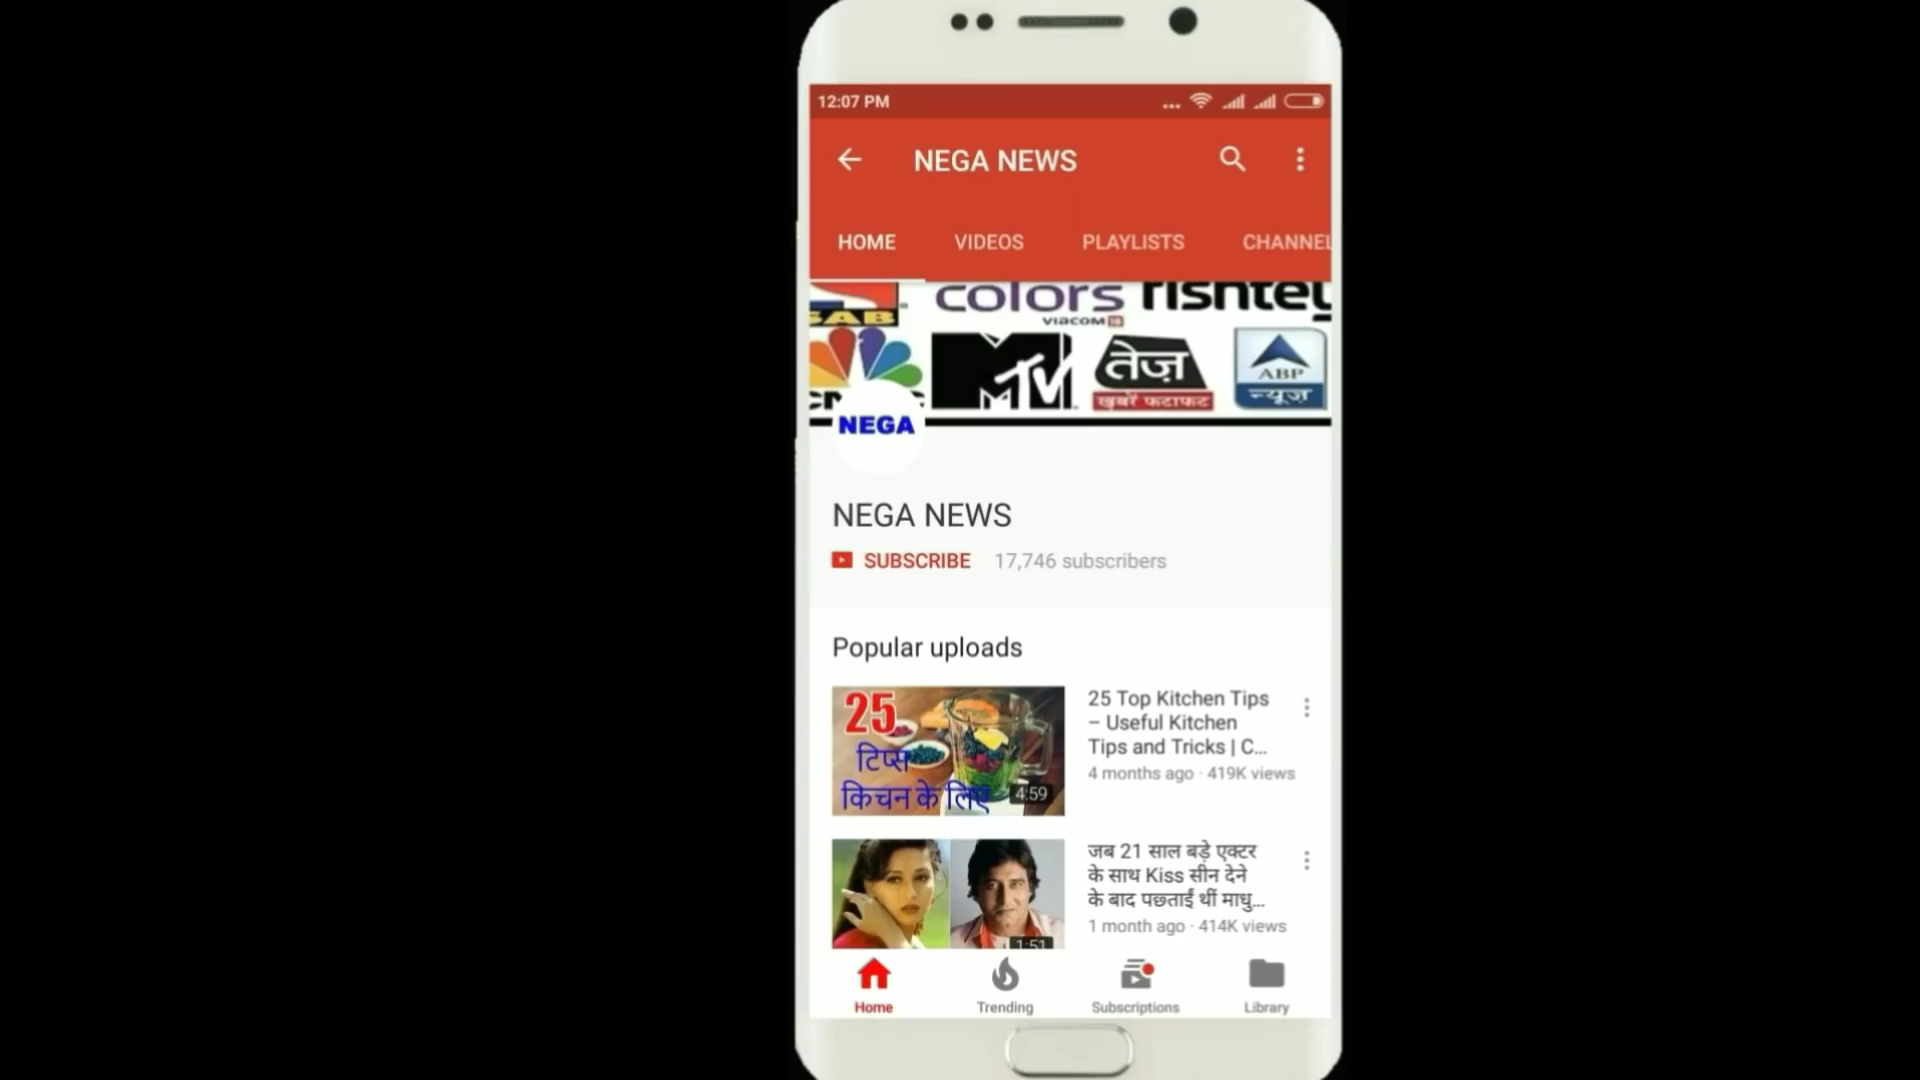 12:07 PM
NEGA NEWS
HOME VIDEOS PLAYLISTS CHANNEL
SAB colors rishtey
VIACOM 18
MTV तेज़ ABP
ख़बरें फटाफट न्यूज़
NEGA
NEGA NEWS
SUBSCRIBE 17,746 subscribers
Popular uploads
25
टिप्स
किचन के लिए
4:59
25 Top Kitchen Tips
– Useful Kitchen
Tips and Tricks | C...
4 months ago · 419K views
1:51
जब 21 साल बड़े एक्टर
के साथ Kiss सीन देने
के बाद पछताईं थीं माधु...
1 month ago · 414K views
Home Trending Subscriptions Library